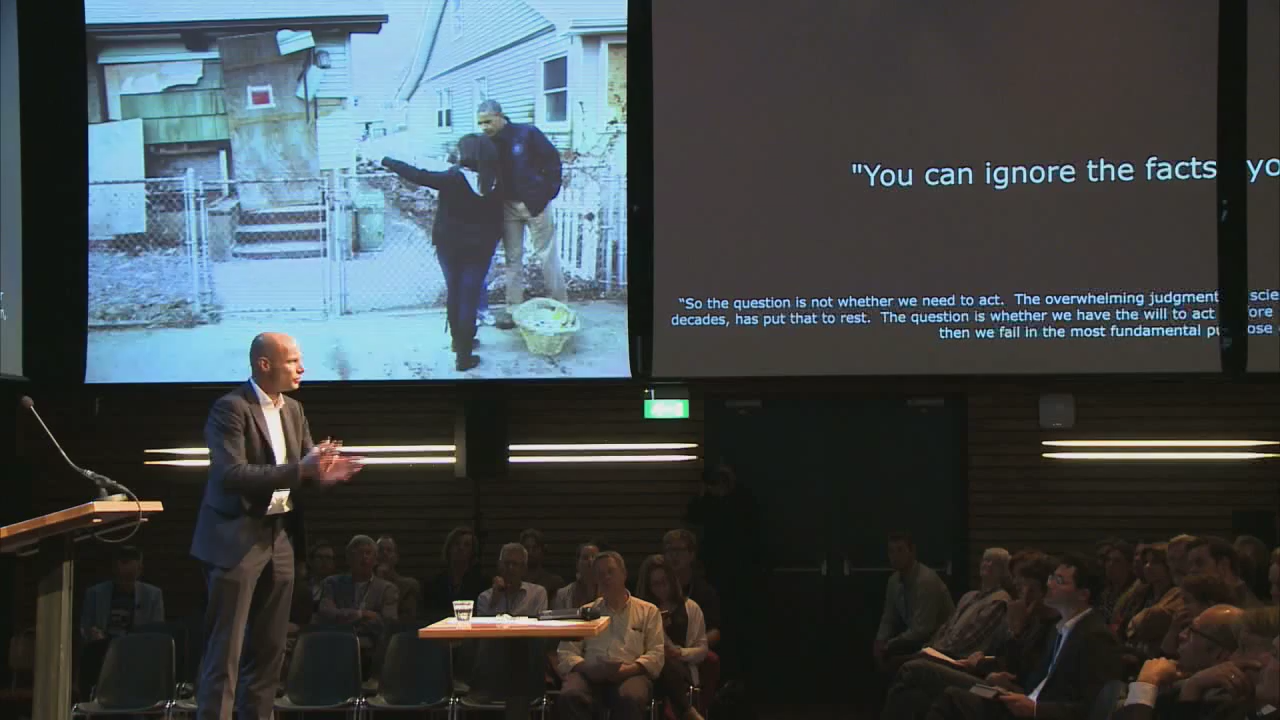 "You can ignore the facts
"So the question is not whether we need to act. The overwhelming judgment
decades, has put that to rest. The question is whether we have the will to act
then we fail in the most fundamental